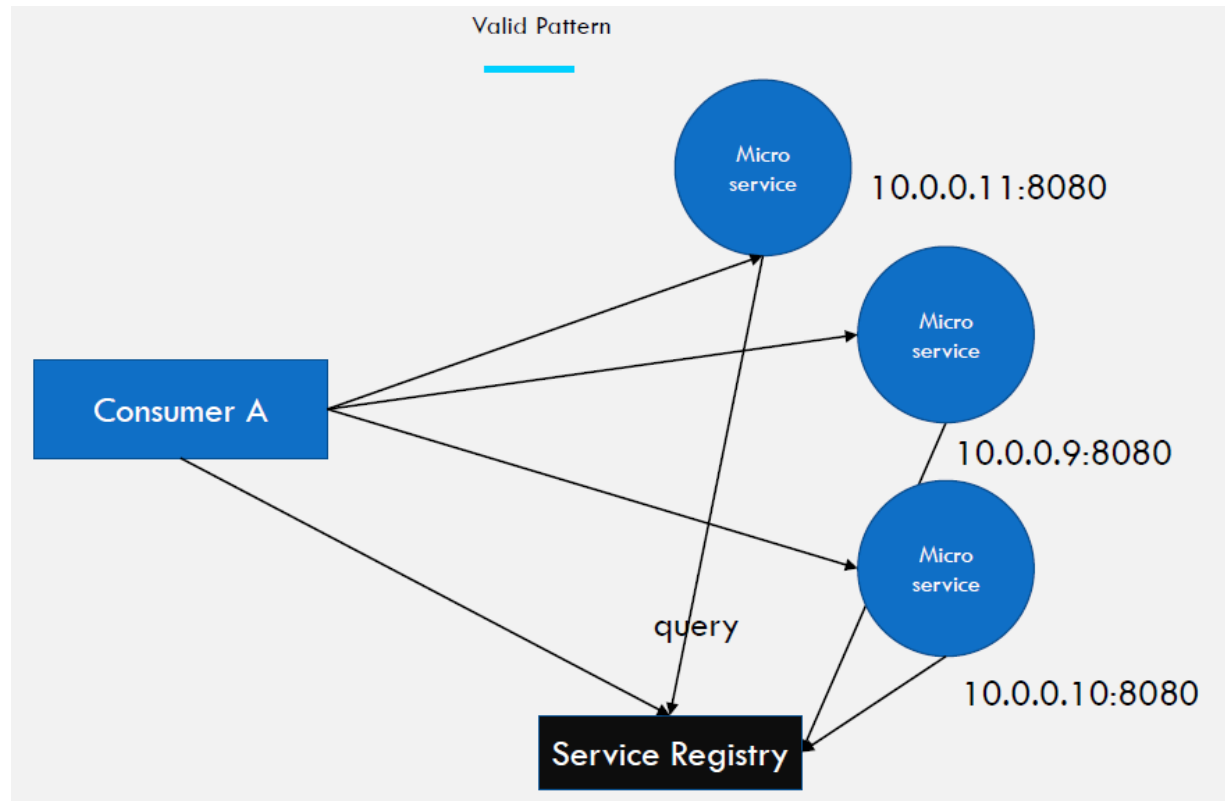 Valid Pattern
Micro
service
10.0.0.11:8080
Micro
service
Consumer A
10.0.0.9:8080
Micro
service
query
10.0.0.10:8080
Service Registry